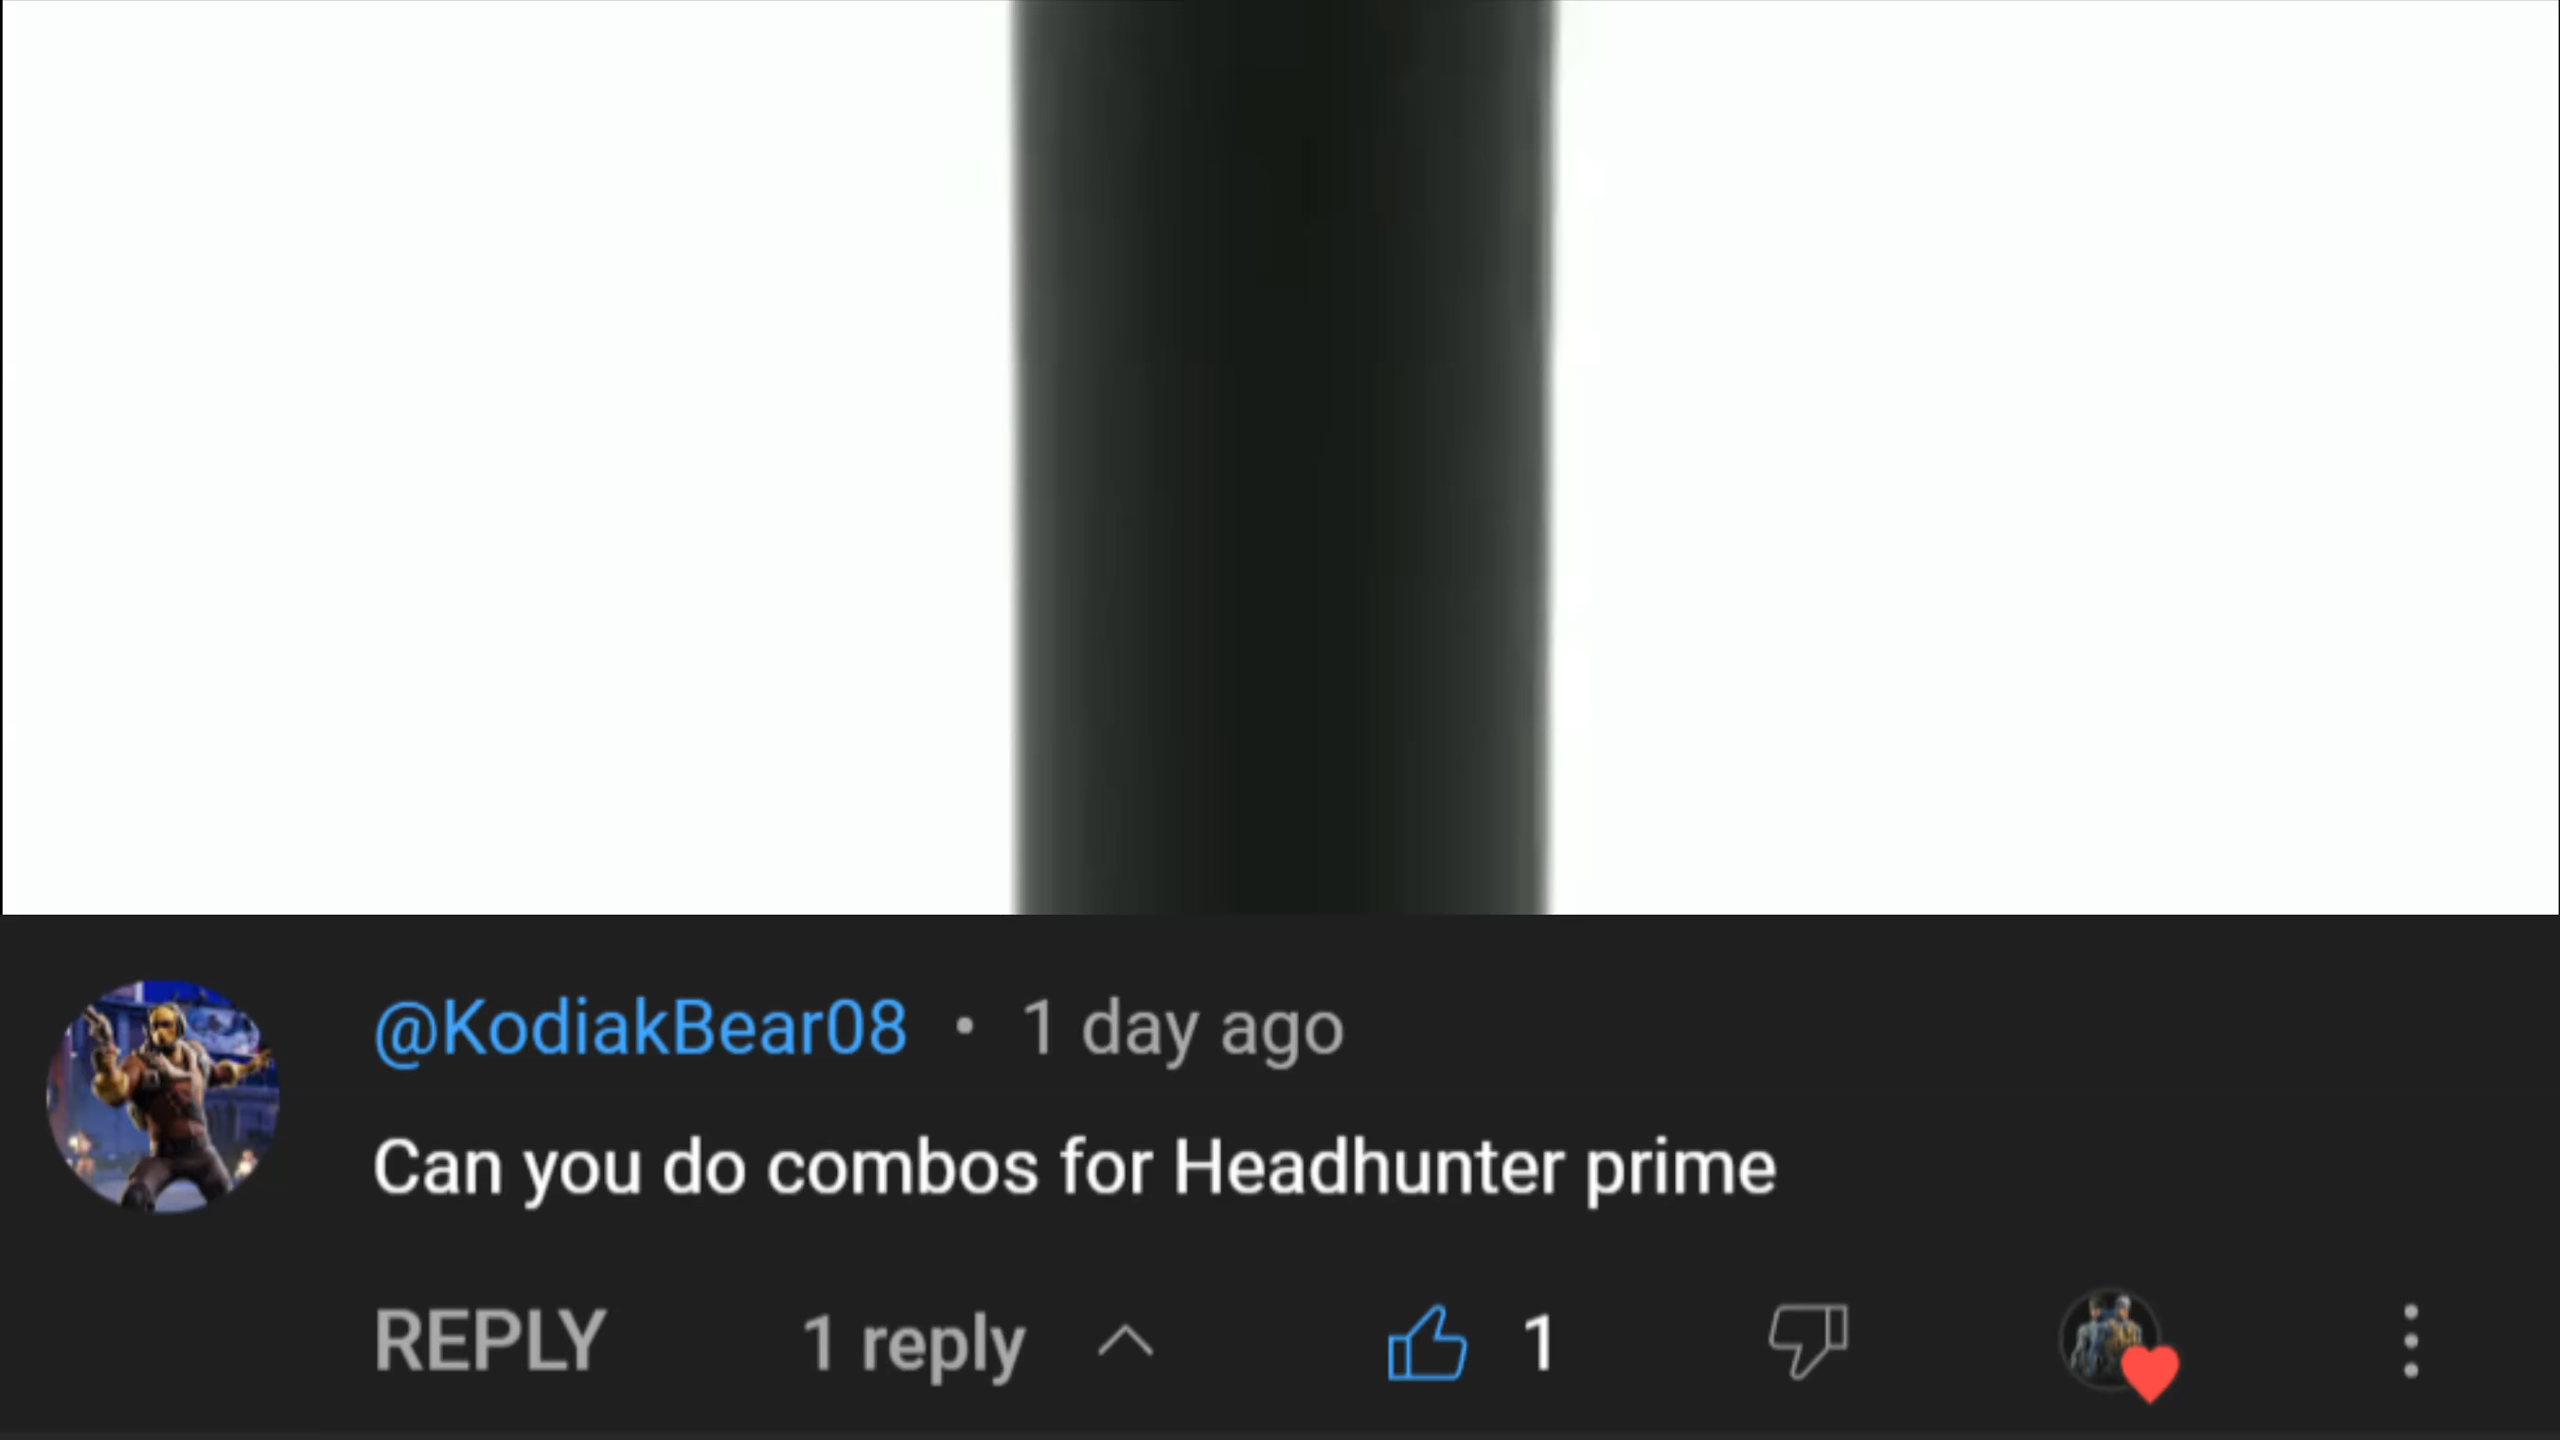 @KodiakBear08 • 1 day ago
Can you do combos for Headhunter prime
REPLY 1 reply 1